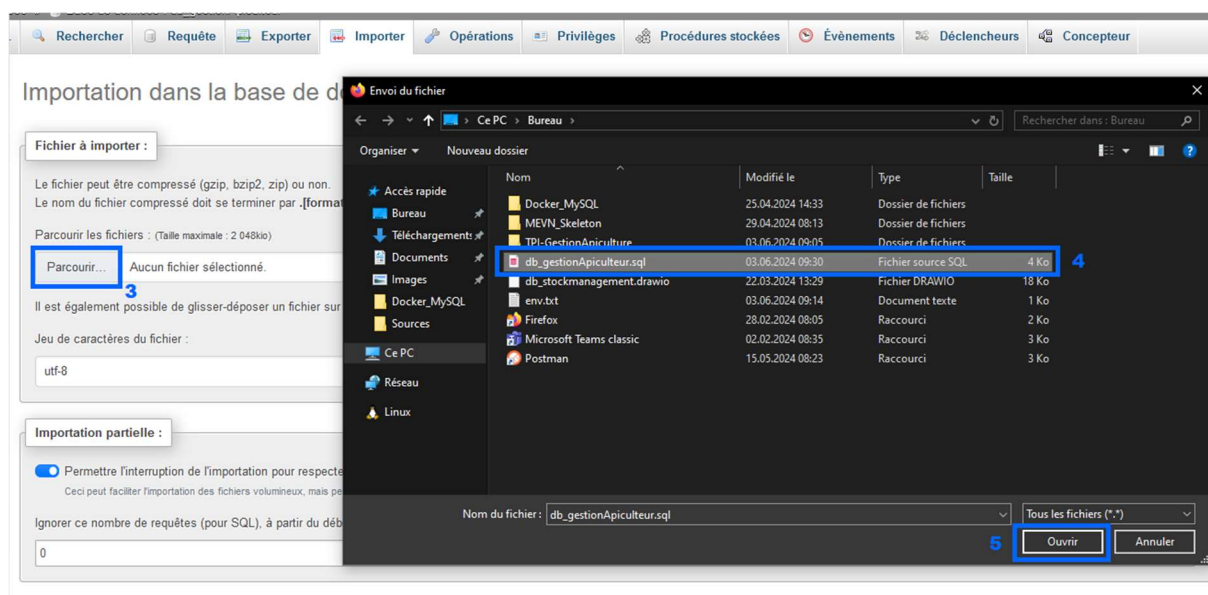 Rechercher Requête Exporter Importer Opérations Privilèges Procédures stockées Évènements Déclencheurs Concepteur
Importation dans la base de d
Fichier à importer :
Le fichier peut être compressé (gzip, bzip2, zip) ou non.
Le nom du fichier compressé doit se terminer par .[format
Parcourir les fichiers : (Taille maximale : 2 048kio)
Parcourir... Aucun fichier sélectionné.
3
Il est également possible de glisser-déposer un fichier sur
Jeu de caractères du fichier :
utf-8
Importation partielle :
Permettre l'interruption de l'importation pour respecte
Ceci peut faciliter l'importation des fichiers volumineux, mais pe
Ignorer ce nombre de requêtes (pour SQL), à partir du déb
0
Envoi du fichier
Ce PC > Bureau >
Rechercher dans : Bureau
Organiser Nouveau dossier
Accès rapide
Bureau
Téléchargements
Documents
Images
Docker_MySQL
Sources
Ce PC
Réseau
Linux
Nom Modifié le Type Taille
Docker_MySQL 25.04.2024 14:33 Dossier de fichiers
MEVN_Skeleton 29.04.2024 08:13 Dossier de fichiers
TPI-GestionApiculture 03.06.2024 09:05 Dossier de fichiers
db_gestionApiculteur.sql 03.06.2024 09:30 Fichier source SQL 4 Ko 4
db_stockmanagement.drawio 22.03.2024 13:29 Fichier DRAWIO 18 Ko
env.txt 03.06.2024 09:14 Document texte 1 Ko
Firefox 28.02.2024 08:05 Raccourci 2 Ko
Microsoft Teams classic 02.02.2024 08:35 Raccourci 3 Ko
Postman 15.05.2024 08:23 Raccourci 3 Ko
Nom du fichier : db_gestionApiculteur.sql Tous les fichiers (*.*)
5 Ouvrir Annuler